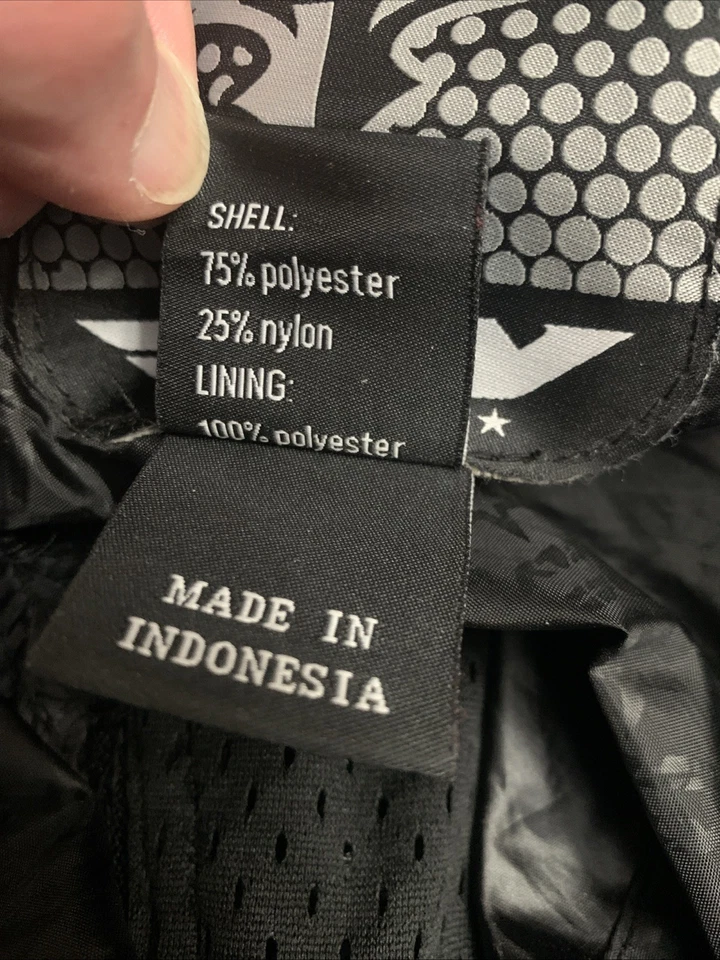 SHELL:
75% polyester
25% nylon
LINING:
100% polyester
MADE IN
INDONESIA